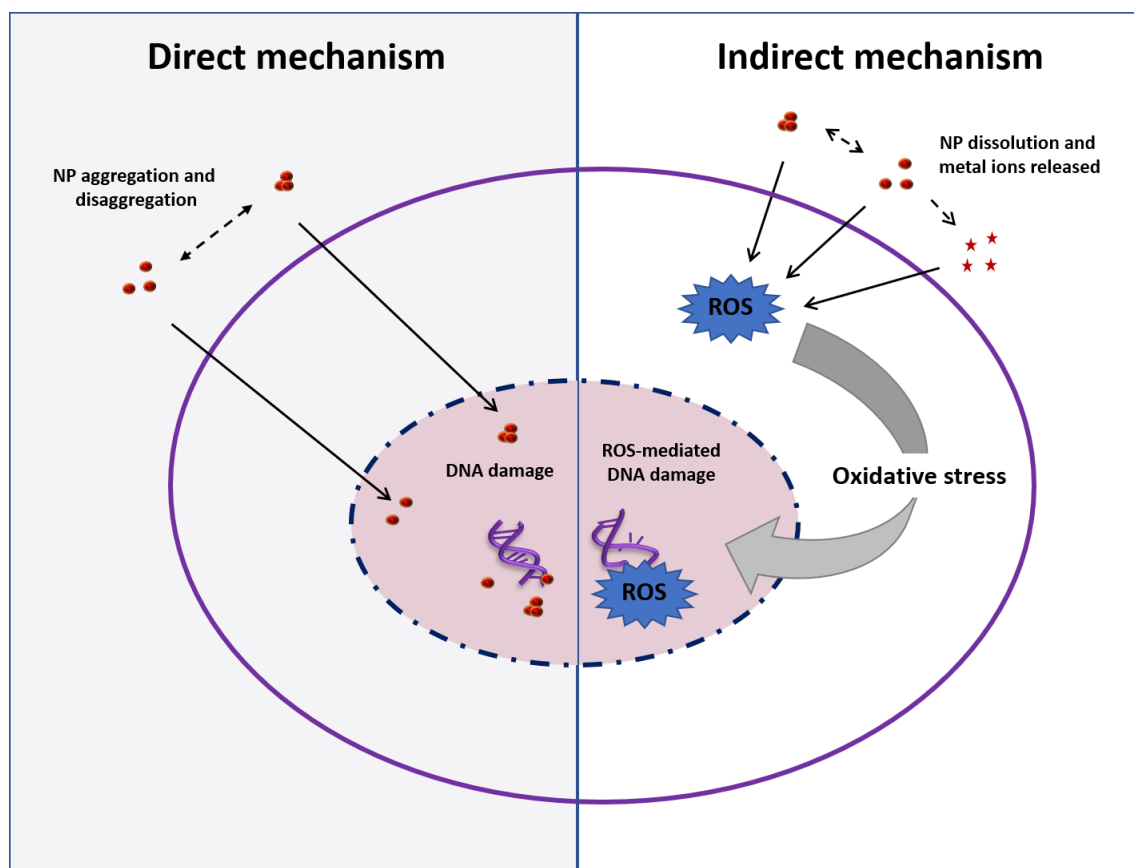 Direct mechanism
NP aggregation and
disaggregation
DNA damage
Indirect mechanism
NP dissolution and
metal ions released
ROS
Oxidative stress
ROS-mediated
DNA damage
ROS